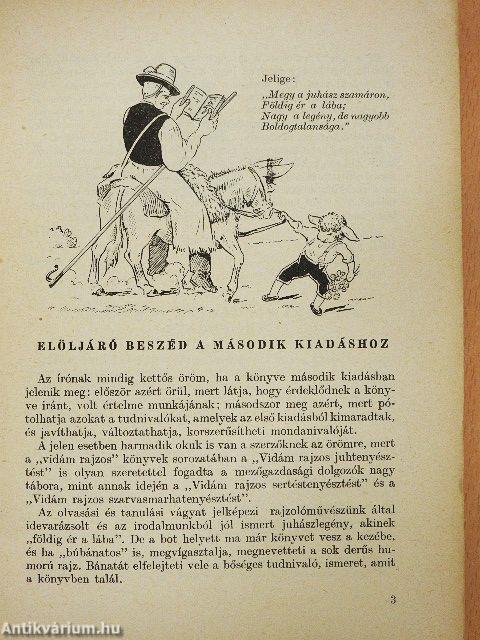 Jelige:
„Megy a juhász szamáron,
Földig ér a lába;
Nagy a legény, de nagyobb
Boldogtalansága."
ELÖLJÁRÓ BESZÉD A MÁSODIK KIADÁSHOZ
Az írónak mindig kettős öröm, ha a könyve második kiadásban
jelenik meg: először azért örül, mert látja, hogy érdeklődnek a köny-
ve iránt, volt értelme munkájának; másodszor meg azért, mert pó-
tolhatja azokat a tudnivalókat, amelyek az első kiadásból kimaradtak,
és javíthatja, változtathatja, korszerűsítheti mondanivalóját.
A jelen esetben harmadik okuk is van a szerzőknek az örömre, mert
a „vidám rajzos" könyvek sorozatában a „Vidám rajzos juhtenyész-
tést" is olyan szeretettel fogadta a mezőgazdasági dolgozók nagy
tábora, mint annak idején a „Vidám rajzos sertéstenyésztést" és a
„Vidám rajzos szarvasmarhatenyésztést".
Az olvasási és tanulási vágyat jelképezi rajzolóművészünk által
idevarázsolt és az irodalmunkból jól ismert juhászlegény, akinek
„földig ér a lába". De a bot helyett ma már könyvet vesz a kezébe,
és ha „búbánatos" is, megvígasztalja, megnevetteti a sok derűs hu-
morú rajz. Bánatát elfelejteti vele a bőséges tudnivaló, ismeret, amit
a könyvben talál.
3
Antikvárium.hu